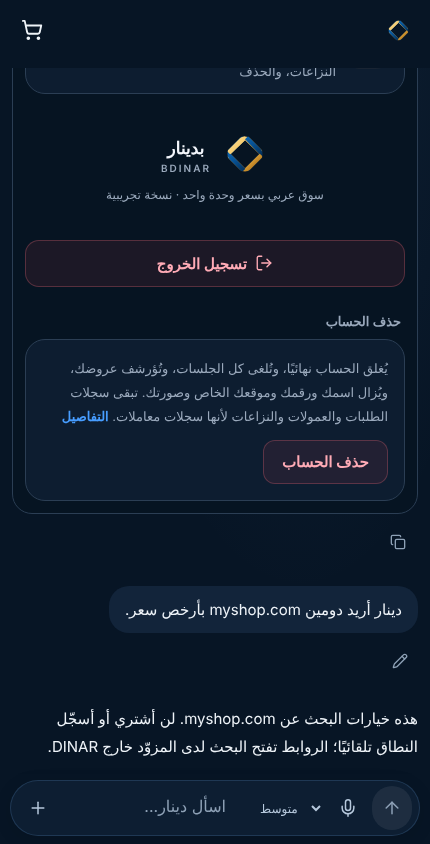 النزاعات، والحذف
بدينار
BDINAR
سوق عربي بسعر وحدة واحد · نسخة تجريبية
تسجيل الخروج
حذف الحساب
يُغلق الحساب نهائيًا، وتُلغى كل الجلسات، وتُؤرشف عروضك،
ويُزال اسمك ورقمك وموقعك الخاص وصورتك. تبقى سجلات
الطلبات والعمولات والنزاعات لأنها سجلات معاملات. التفاصيل
حذف الحساب
دينار أريد دومين myshop.com بأرخص سعر.
هذه خيارات البحث عن myshop.com. لن أشتري أو أسجّل
النطاق تلقائيًا؛ الروابط تفتح البحث لدى المزوّد خارج DINAR.
اسأل دينار...
متوسط